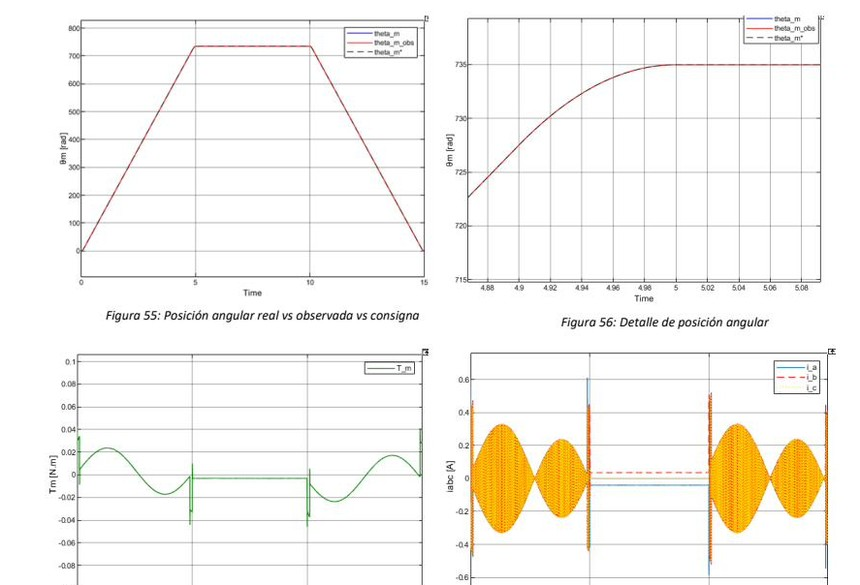 800
700
600
500
400
300
200
100
0
θm [rad]
theta_m
theta_m_obs
theta_m*
0 5 10 15
Time
Figura 55: Posición angular real vs observada vs consigna
735
730
725
720
715
θm [rad]
theta_m
theta_m_obs
theta_m*
4.88 4.9 4.92 4.94 4.96 4.98 5 5.02 5.04 5.06 5.08
Time
Figura 56: Detalle de posición angular
0.1
0.08
0.06
0.04
0.02
0
-0.02
-0.04
-0.06
-0.08
Tm [N.m]
T_m
0.6
0.4
0.2
0
-0.2
-0.4
-0.6
iabc [A]
i_a
i_b
i_c